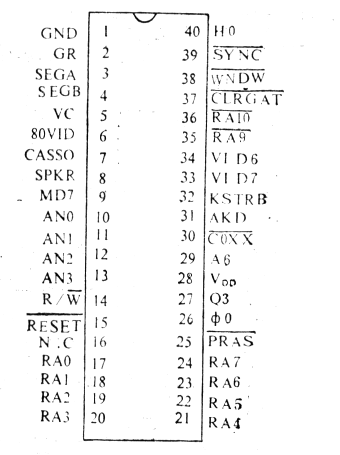 GND 1 40 H0
GR 2 39 SYNC
SEGA 3 38 WNDW
SEGB 4 37 CLRGAT
VC 5 36 RA10
80VID 6 35 RA9
CASSO 7 34 VID6
SPKR 8 33 VID7
MD7 9 32 KSTRB
AN0 10 31 AKD
AN1 11 30 C0XX
AN2 12 29 A6
AN3 13 28 VDD
R/W 14 27 Q3
RESET 15 26 ϕ0
N.C 16 25 PRAS
RA0 17 24 RA7
RA1 18 23 RA6
RA2 19 22 RA5
RA3 20 21 RA4